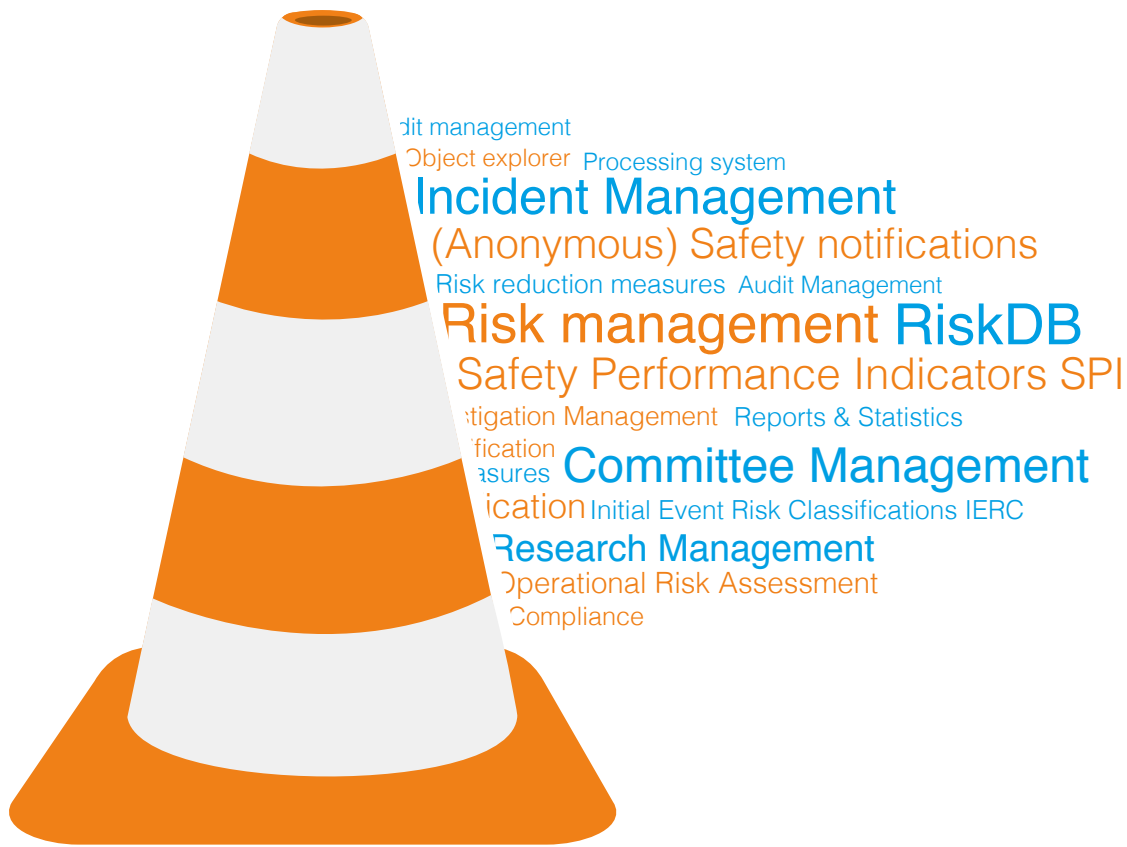 dit management
Object explorer Processing system
Incident Management
(Anonymous) Safety notifications
Risk reduction measures Audit Management
Risk management RiskDB
Safety Performance Indicators SPI
tigation Management Reports & Statistics
fication
asures Committee Management
ication Initial Event Risk Classifications IERC
Research Management
Operational Risk Assessment
Compliance